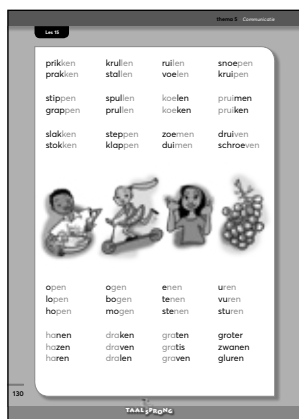 thema 5 Communicatie
Les 15
prikken krullen ruilen snoepen
prakken stallen voelen kruipen
stippen spullen koelen pruimen
grappen prullen koeken pruiken
slakken steppen zoemen druiven
stokken klappen duimen schroeven
open ogen enen uren
lopen bogen tenen vuren
hopen mogen stenen sturen
hanen draken graten groter
hazen draven gratis zwanen
haren dralen graven gluren
130
TAALSPRONG